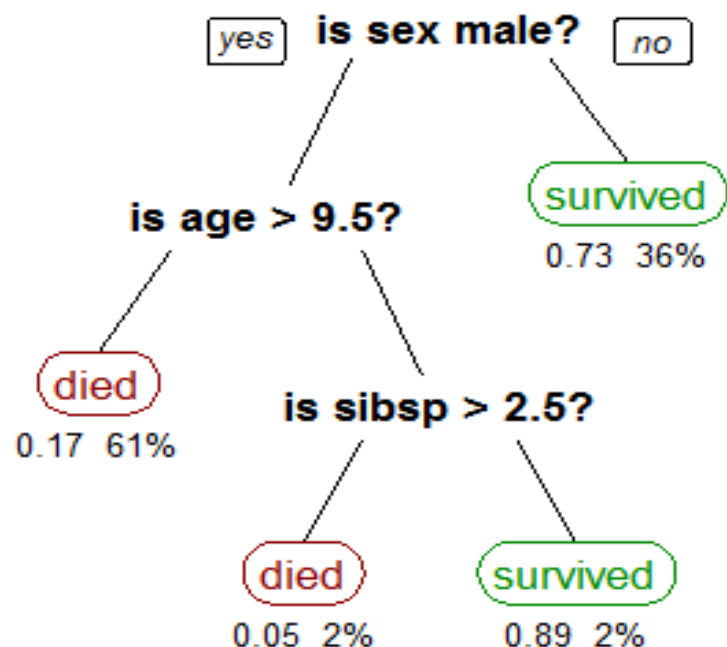 yes is sex male? no
is age > 9.5?
survived
0.73 36%
died
0.17 61%
is sibsp > 2.5?
died
0.05 2%
survived
0.89 2%